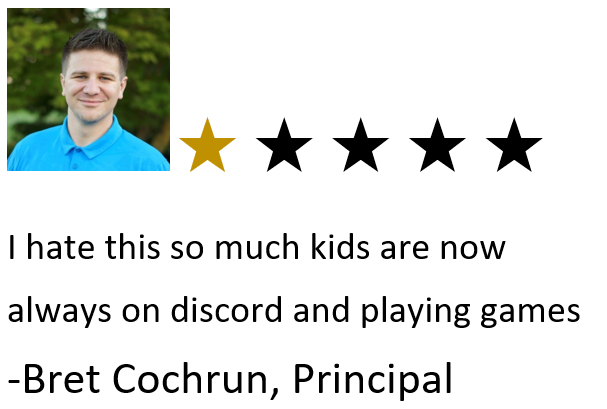 I hate this so much kids are now
always on discord and playing games
-Bret Cochrun, Principal